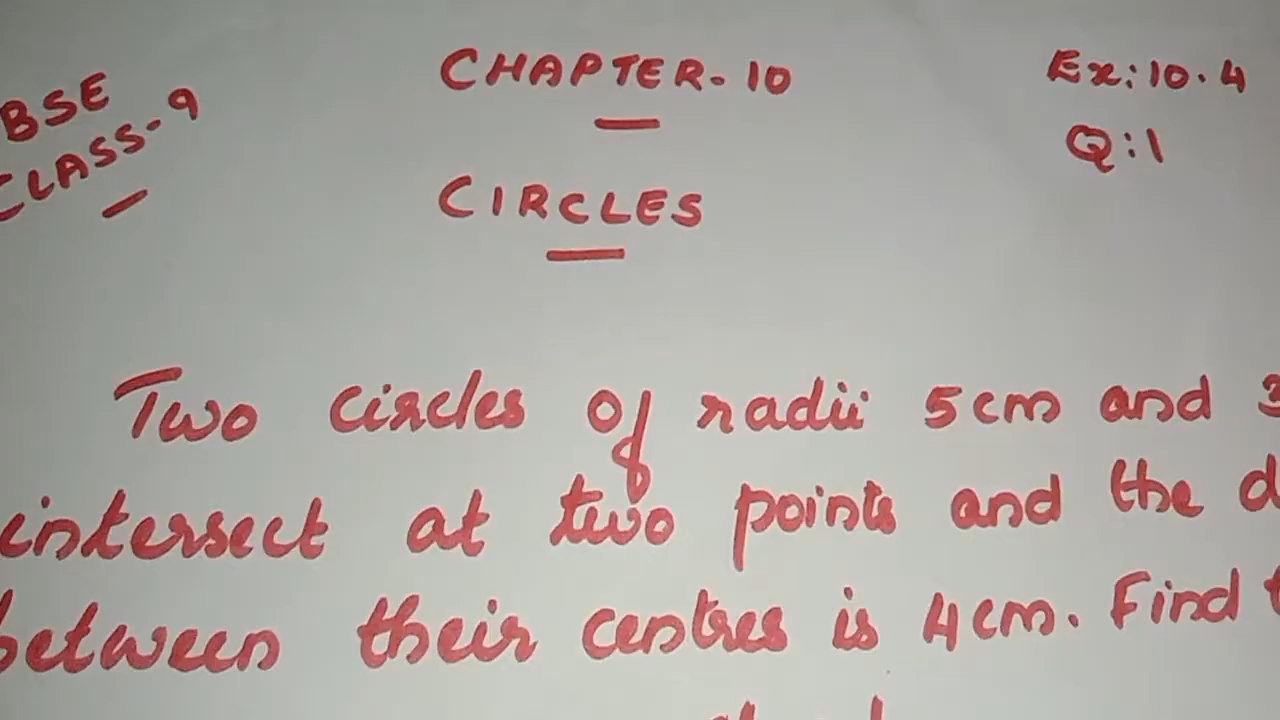 BSE
CLASS-9
CHAPTER-10
CIRCLES
Ex:10.4
Q:1
Two circles of radii 5cm and 3
intersect at two points and the d
between their centres is 4cm. Find t